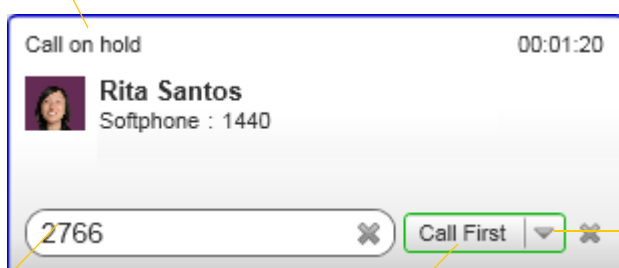 Call on hold 00:01:20
Rita Santos
Softphone : 1440
2766 Call First